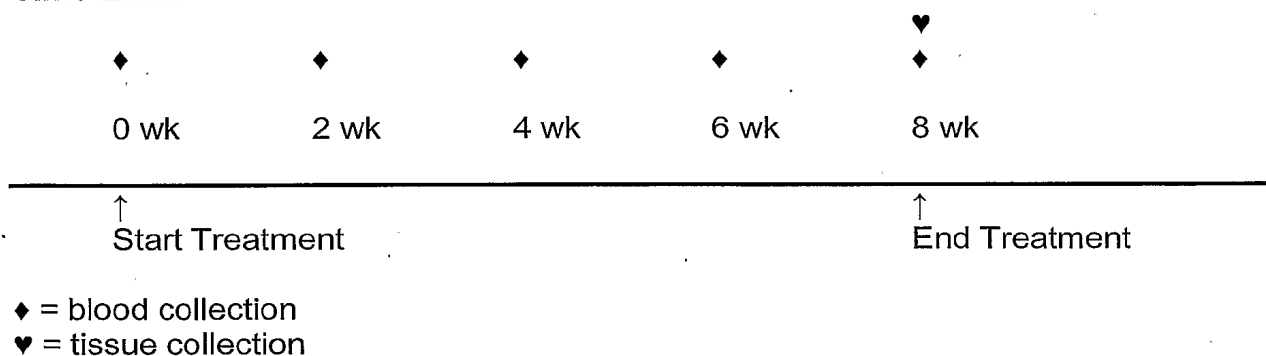 ♥
♦ ♦ ♦ ♦ ♦
0 wk 2 wk 4 wk 6 wk 8 wk
↑ ↑
Start Treatment End Treatment
♦ = blood collection
♥ = tissue collection